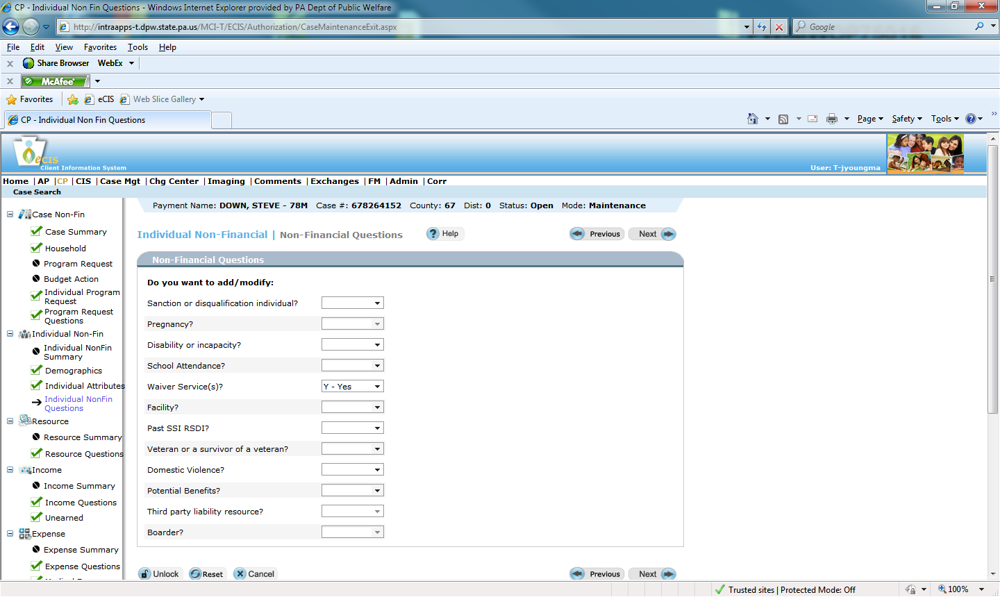 CP - Individual Non Fin Questions - Windows Internet Explorer provided by PA Dept of Public Welfare
http://intraapps-t.dpw.state.pa.us/MCI-T/ECIS/Authorization/CaseMaintenanceExit.aspx
Google
File Edit View Favorites Tools Help
x Share Browser WebEx
x McAfee
Favorites eCIS Web Slice Gallery
CP - Individual Non Fin Questions
Page Safety Tools
eCIS
Client Information System
User: T-jyoungma
Home | AP | CP | CIS | Case Mgt | Chg Center | Imaging | Comments | Exchanges | FM | Admin | Corr
Case Search
Payment Name: DOWN, STEVE - 78M Case #: 678264152 County: 67 Dist: 0 Status: Open Mode: Maintenance
Case Non-Fin
Case Summary
Household
Program Request
Budget Action
Individual Program
Request
Program Request
Questions
Individual Non-Fin
Individual NonFin
Summary
Demographics
Individual Attributes
Individual NonFin
Questions
Resource
Resource Summary
Resource Questions
Income
Income Summary
Income Questions
Unearned
Expense
Expense Summary
Expense Questions
Individual Non-Financial | Non-Financial Questions
Help
Previous Next
Non-Financial Questions
Do you want to add/modify:
Sanction or disqualification individual?
Pregnancy?
Disability or incapacity?
School Attendance?
Waiver Service(s)? Y - Yes
Facility?
Past SSI RSDI?
Veteran or a survivor of a veteran?
Domestic Violence?
Potential Benefits?
Third party liability resource?
Boarder?
Unlock Reset Cancel
Previous Next
Trusted sites | Protected Mode: Off
100%